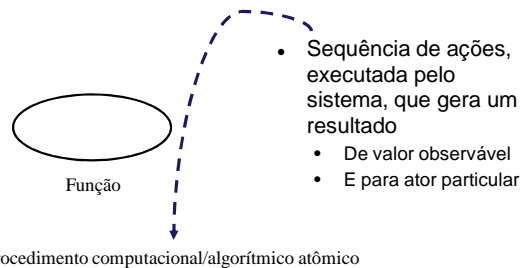 • Sequência de ações,
executada pelo
sistema, que gera um
resultado
• De valor observável
• E para ator particular
Função
rocedimento computacional/algorítmico atômico